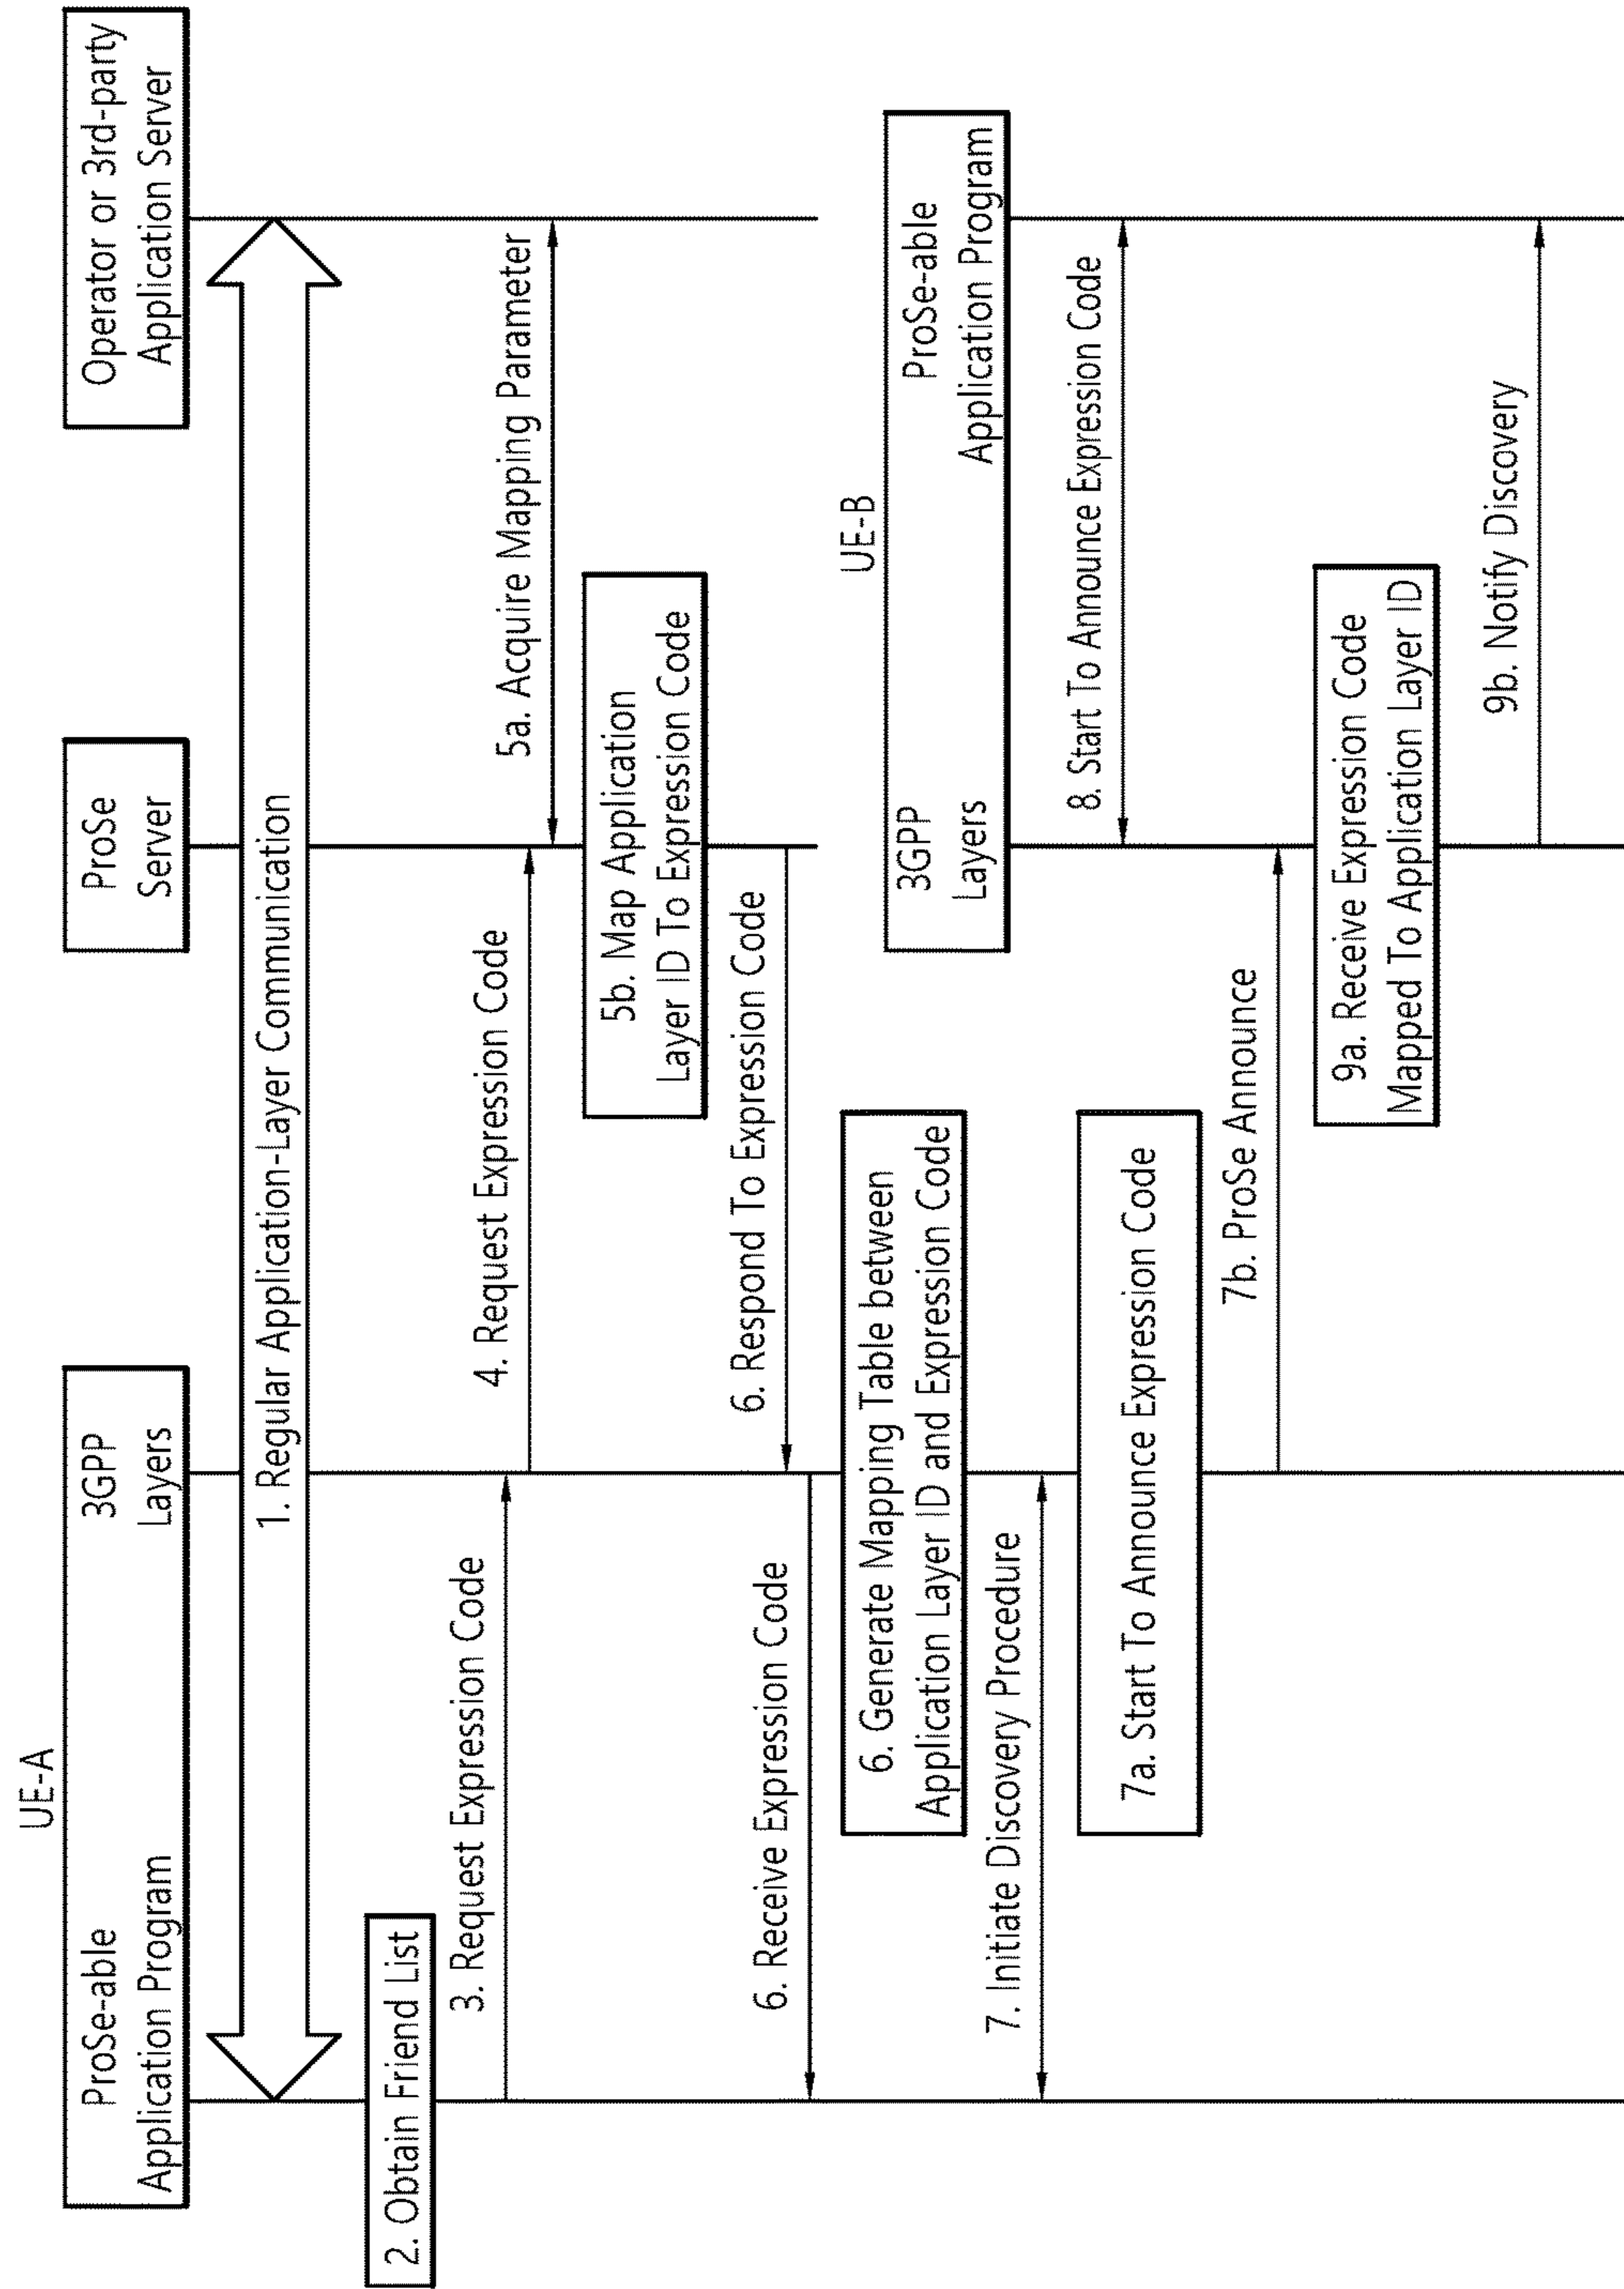 UE-A
ProSe-able
Application Program
3GPP
Layers
ProSe
Server
Operator or 3rd-party
Application Server
1. Regular Application-Layer Communication
2. Obtain Friend List
3. Request Expression Code
4. Request Expression Code
5a. Acquire Mapping Parameter
5b. Map Application
Layer ID To Expression Code
6. Respond To Expression Code
6. Receive Expression Code
6. Generate Mapping Table between
Application Layer ID and Expression Code
UE-B
3GPP
Layers
ProSe-able
Application Program
7. Initiate Discovery Procedure
8. Start To Announce Expression Code
7a. Start To Announce Expression Code
7b. ProSe Announce
9a. Receive Expression Code
Mapped To Application Layer ID
9b. Notify Discovery